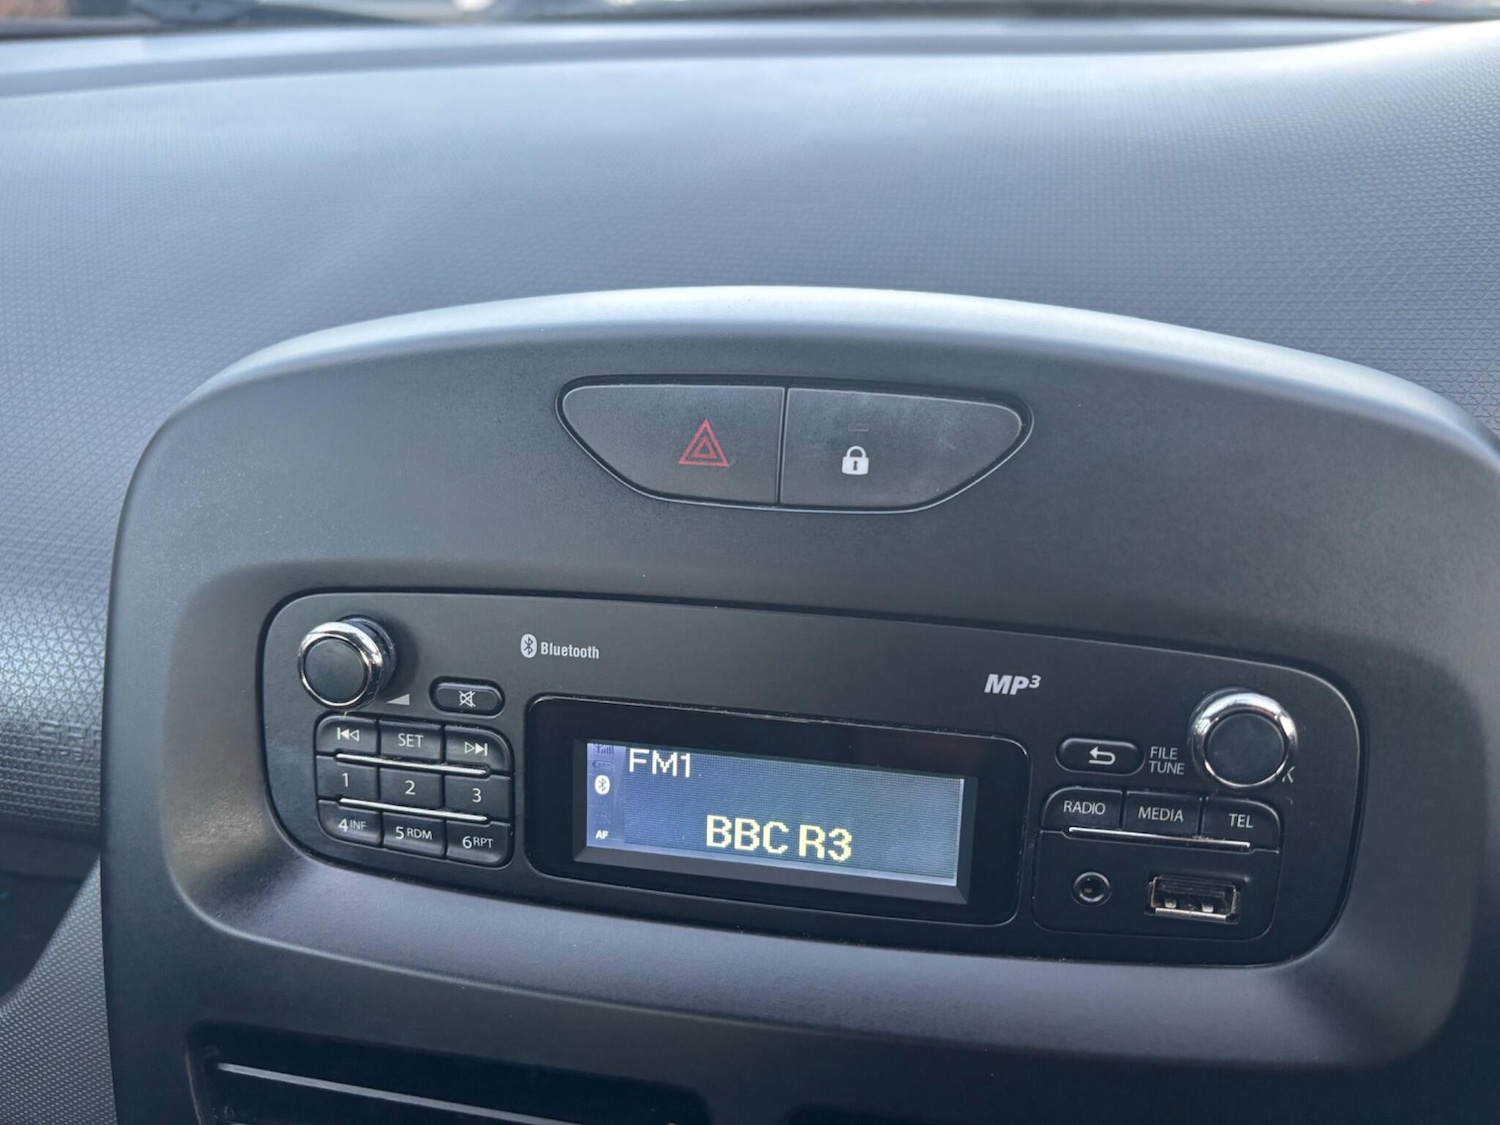 Bluetooth
MP3
SET
1
2
3
4 INF
5 RDM
6 RPT
FM1
AF
BBC R3
FILE
TUNE
RADIO
MEDIA
TEL